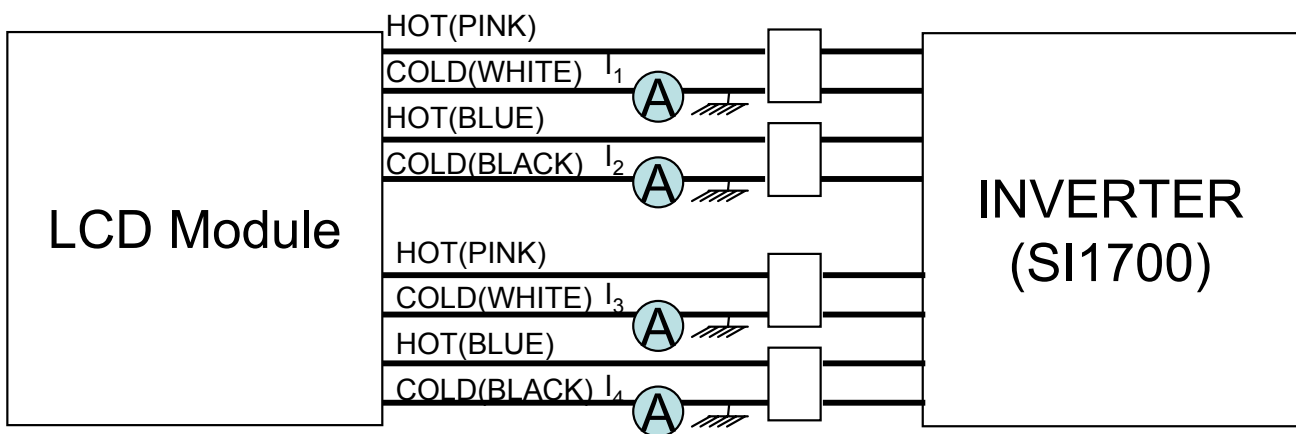 HOT(PINK)
COLD(WHITE) I₁
A
HOT(BLUE)
COLD(BLACK) I₂
A
LCD Module
INVERTER
(SI1700)
HOT(PINK)
COLD(WHITE) I₃
A
HOT(BLUE)
COLD(BLACK) I₄
A